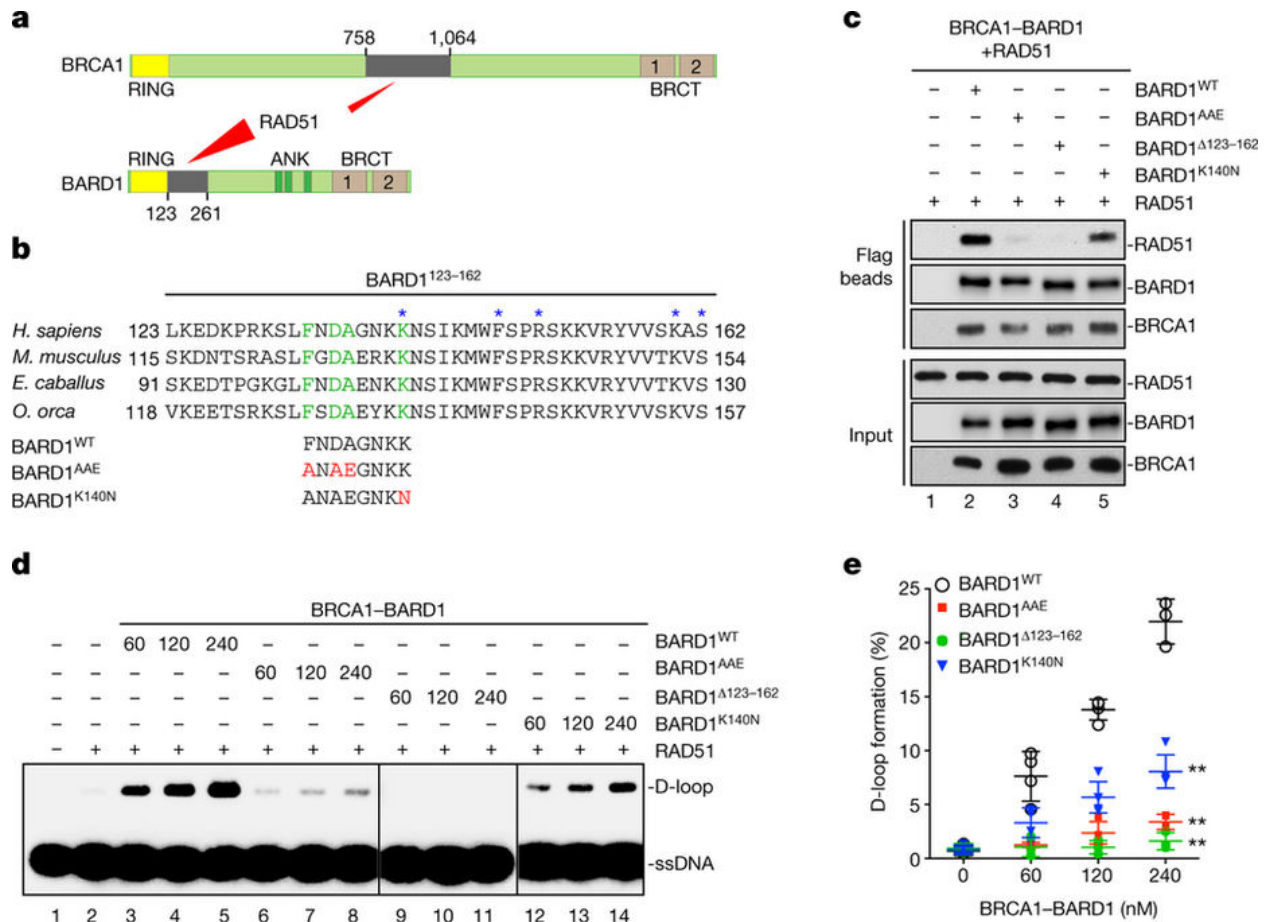 a
758 1,064
BRCA1
1 2
RING BRCT
RAD51
RING ANK BRCT
BARD1
1 2
123 261
b
BARD1123–162
* * * * *
H. sapiens 123 LKEDKPRKSLFNDAGNKKNSIKMWFSPRSKKVRYVVSKAS 162
M. musculus 115 SKDNTSRASLFGDAERKKNSIKMWFSPRSKKVRYVVTKVS 154
E. caballus 91 SKEDTPGKGLFDDAENKKNSIKMWFSPRSKKVRYVVTKVS 130
O. orca 118 VKEETSRKSLFSDAEYKKNSIKMWFSPRSKKVRYVVSKVS 157
BARD1WT FNDAGNKK
BARD1AAE ANAEGNKK
BARD1K140N ANAEGNKN
c
BRCA1–BARD1
+RAD51
– + – – – BARD1WT
– – + – – BARD1AAE
– – – + – BARD1Δ123–162
– – – – + BARD1K140N
+ + + + + RAD51
Flag beads
-RAD51
-BARD1
-BRCA1
Input
-RAD51
-BARD1
-BRCA1
1 2 3 4 5
d
BRCA1–BARD1
– – 60 120 240 – – – – – – – – – BARD1WT
– – – – – 60 120 240 – – – – – – BARD1AAE
– – – – – – – – 60 120 240 – – – BARD1Δ123–162
– – – – – – – – – – – 60 120 240 BARD1K140N
– + + + + + + + + + + + + + RAD51
-D-loop
-ssDNA
1 2 3 4 5 6 7 8 9 10 11 12 13 14
e
BARD1WT
BARD1AAE
BARD1Δ123–162
BARD1K140N
D-loop formation (%)
25
20
15
10
5
0
**
**
**
0 60 120 240
BRCA1–BARD1 (nM)